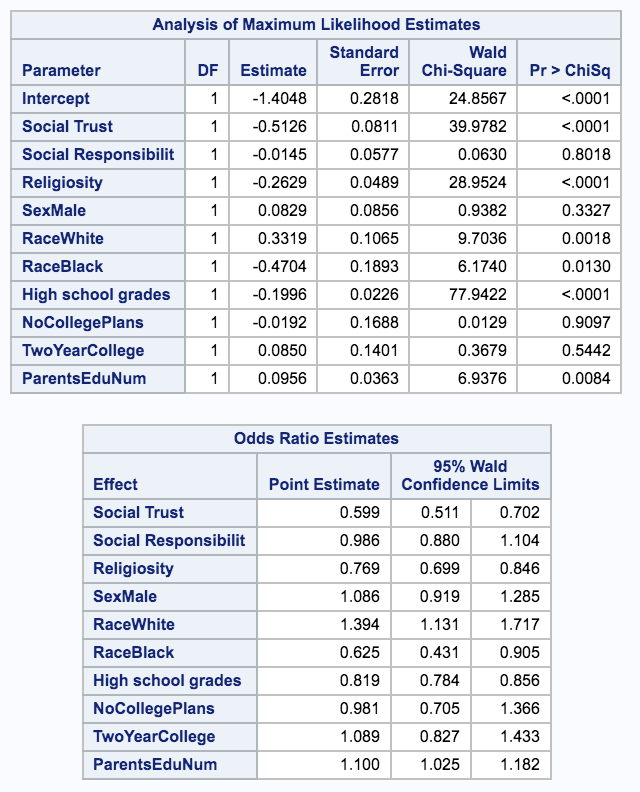 Analysis of Maximum Likelihood Estimates
Parameter DF Estimate Standard Error Wald Chi-Square Pr > ChiSq
Intercept 1 -1.4048 0.2818 24.8567 <.0001
Social Trust 1 -0.5126 0.0811 39.9782 <.0001
Social Responsibilit 1 -0.0145 0.0577 0.0630 0.8018
Religiosity 1 -0.2629 0.0489 28.9524 <.0001
SexMale 1 0.0829 0.0856 0.9382 0.3327
RaceWhite 1 0.3319 0.1065 9.7036 0.0018
RaceBlack 1 -0.4704 0.1893 6.1740 0.0130
High school grades 1 -0.1996 0.0226 77.9422 <.0001
NoCollegePlans 1 -0.0192 0.1688 0.0129 0.9097
TwoYearCollege 1 0.0850 0.1401 0.3679 0.5442
ParentsEduNum 1 0.0956 0.0363 6.9376 0.0084
Odds Ratio Estimates
Effect Point Estimate 95% Wald Confidence Limits
Social Trust 0.599 0.511 0.702
Social Responsibilit 0.986 0.880 1.104
Religiosity 0.769 0.699 0.846
SexMale 1.086 0.919 1.285
RaceWhite 1.394 1.131 1.717
RaceBlack 0.625 0.431 0.905
High school grades 0.819 0.784 0.856
NoCollegePlans 0.981 0.705 1.366
TwoYearCollege 1.089 0.827 1.433
ParentsEduNum 1.100 1.025 1.182